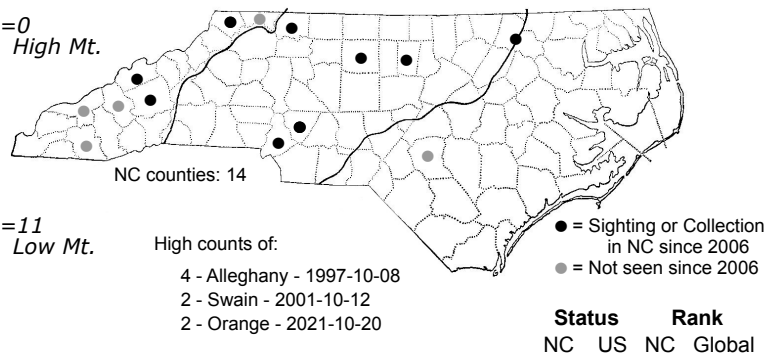 =0
High Mt.
NC counties: 14
=11
Low Mt.
High counts of:
4 - Alleghany - 1997-10-08
2 - Swain - 2001-10-12
2 - Orange - 2021-10-20
● = Sighting or Collection
in NC since 2006
● = Not seen since 2006
Status Rank
NC US NC Global